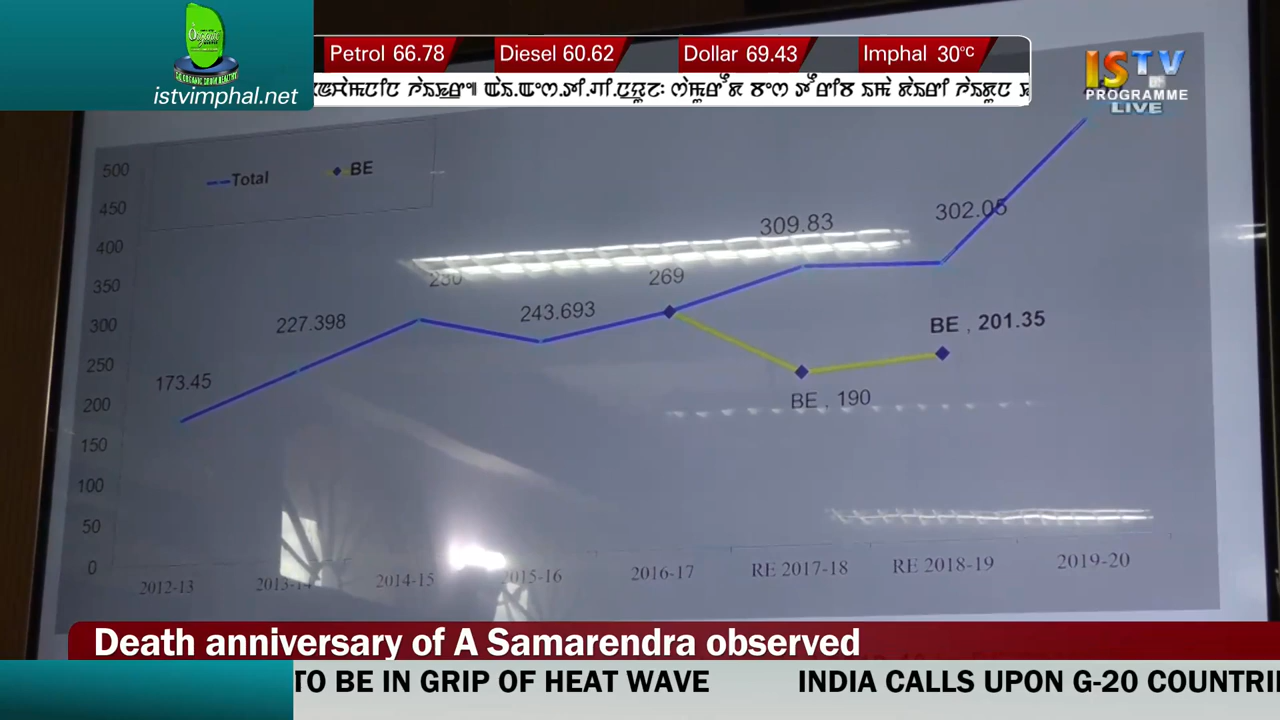 Organic
istvimphal.net
Petrol 66.78 Diesel 60.62 Dollar 69.43 Imphal 30°C
ISTV
PROGRAMME
LIVE
Total BE
500
450
400
350
300
250
200
150
100
50
0
173.45
227.398
230
243.693
269
309.83
302.05
BE , 190
BE , 201.35
2012-13 2013-14 2014-15 2015-16 2016-17 RE 2017-18 RE 2018-19 2019-20
Death anniversary of A Samarendra observed
TO BE IN GRIP OF HEAT WAVE INDIA CALLS UPON G-20